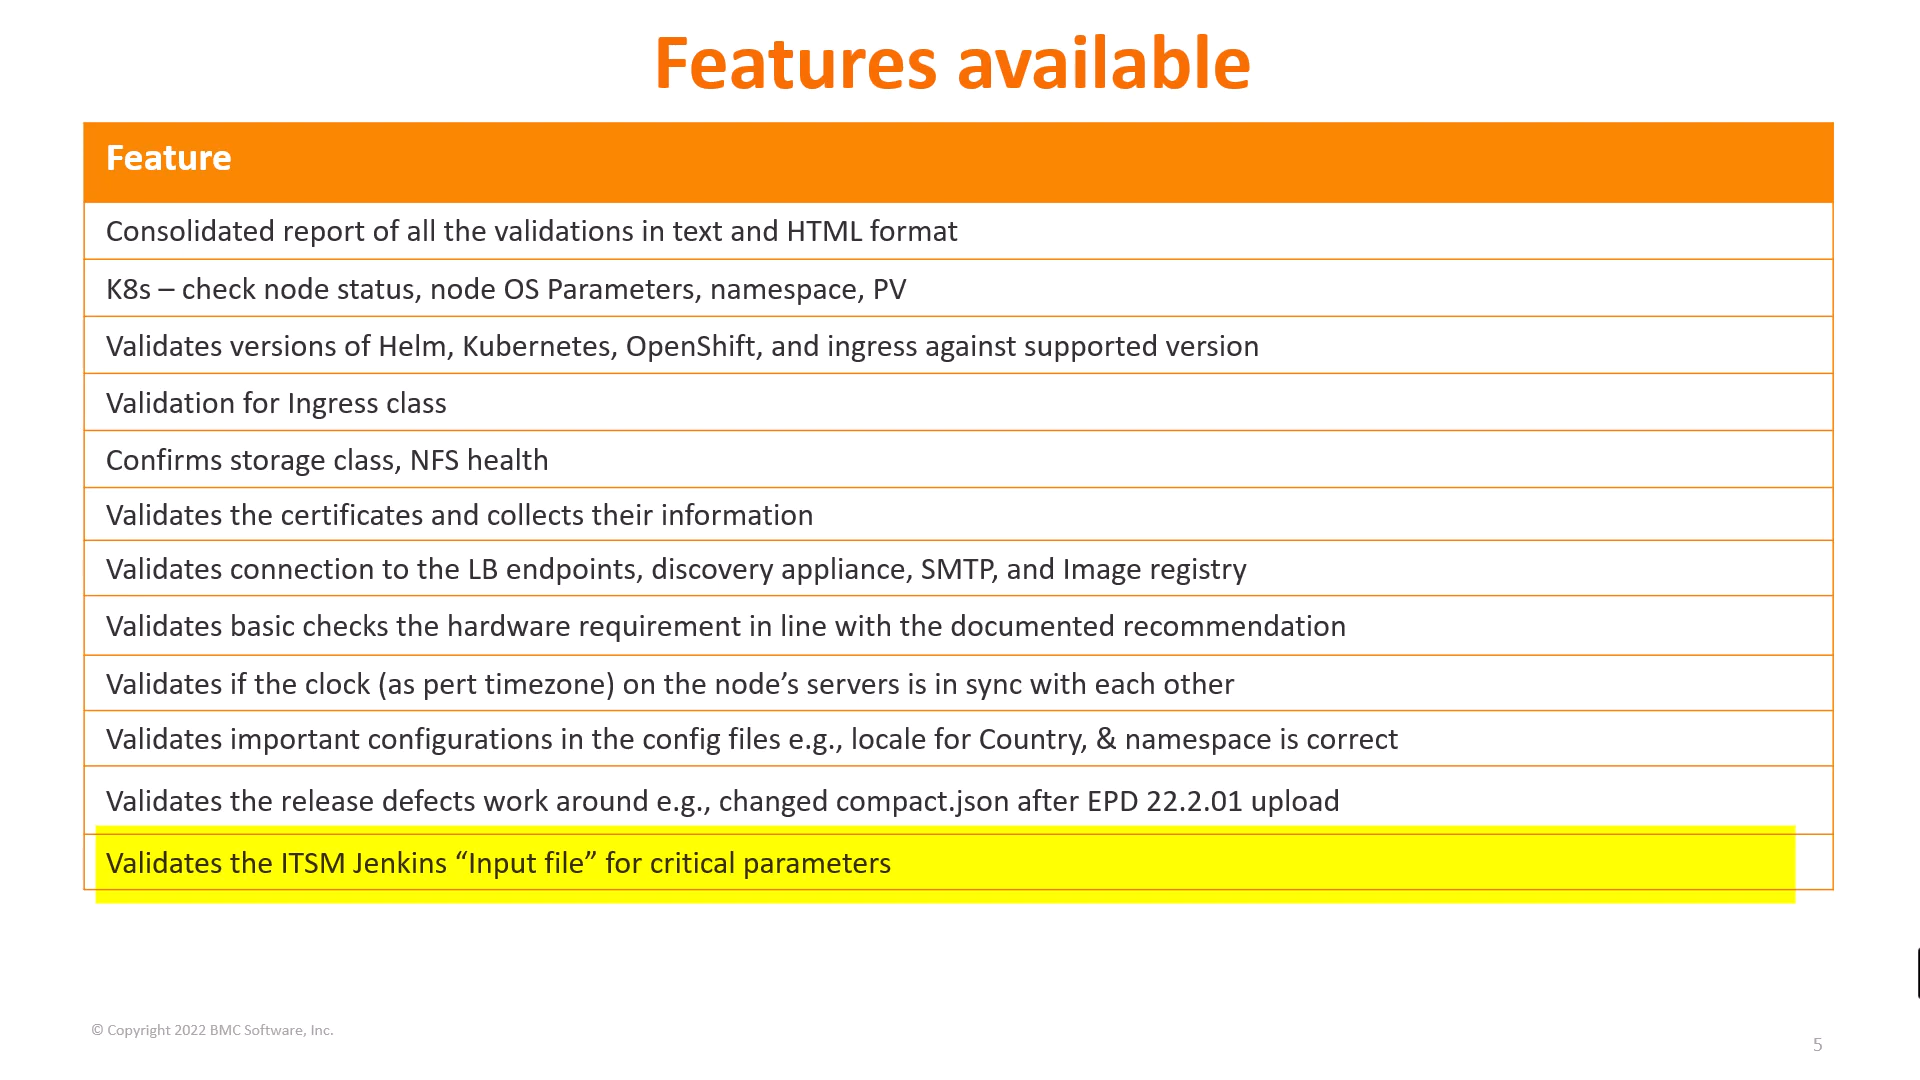 Features available
Feature
Consolidated report of all the validations in text and HTML format
K8s – check node status, node OS Parameters, namespace, PV
Validates versions of Helm, Kubernetes, OpenShift, and ingress against supported version
Validation for Ingress class
Confirms storage class, NFS health
Validates the certificates and collects their information
Validates connection to the LB endpoints, discovery appliance, SMTP, and Image registry
Validates basic checks the hardware requirement in line with the documented recommendation
Validates if the clock (as pert timezone) on the node’s servers is in sync with each other
Validates important configurations in the config files e.g., locale for Country, & namespace is correct
Validates the release defects work around e.g., changed compact.json after EPD 22.2.01 upload
Validates the ITSM Jenkins “Input file” for critical parameters
© Copyright 2022 BMC Software, Inc.
5